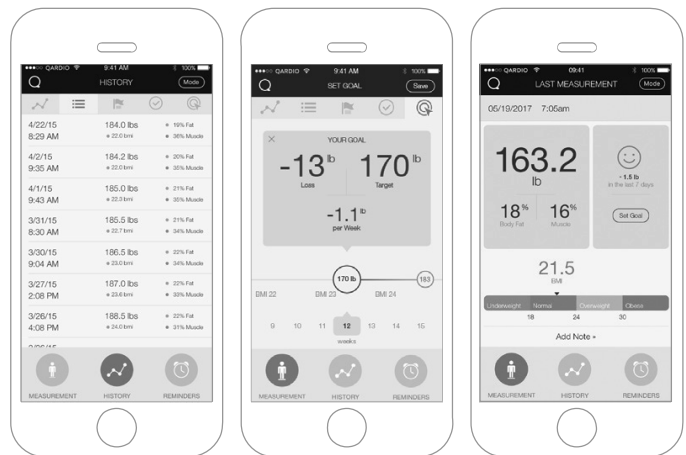 ●●●○○ QARDIO 9:41 AM 100%
HISTORY
Mode
4/22/15 184.0 lbs 19% Fat
8:29 AM 22.0 bmi 36% Muscle
4/2/15 184.2 lbs 20% Fat
9:35 AM 22.0 bmi 35% Muscle
4/1/15 185.0 lbs 21% Fat
9:43 AM 22.3 bmi 35% Muscle
3/31/15 185.5 lbs 21% Fat
8:30 AM 22.7 bmi 34% Muscle
3/30/15 186.5 lbs 22% Fat
9:04 AM 23.0 bmi 34% Muscle
3/27/15 187.0 lbs 22% Fat
2:08 PM 23.6 bmi 33% Muscle
3/26/15 188.5 lbs 22% Fat
4:08 PM 24.0 bmi 31% Muscle
MEASUREMENT HISTORY REMINDERS
●●●○○ QARDIO 9:41 AM 100%
SET GOAL
Save
YOUR GOAL
-13 lb 170 lb
Loss Target
-1.1 lb
per Week
170 lb 183
BMI 22 BMI 23 BMI 24
9 10 11 12 13 14 15
weeks
MEASUREMENT HISTORY REMINDERS
●●●○○ QARDIO 09:41 100%
LAST MEASUREMENT
Mode
05/19/2017 7:05am
163.2
lb
18% 16%
Body Fat Muscle
- 1.5 lb
in the last 7 days
Set Goal
21.5
BMI
Underweight Normal Overweight Obese
18 24 30
Add Note +
MEASUREMENT HISTORY REMINDERS